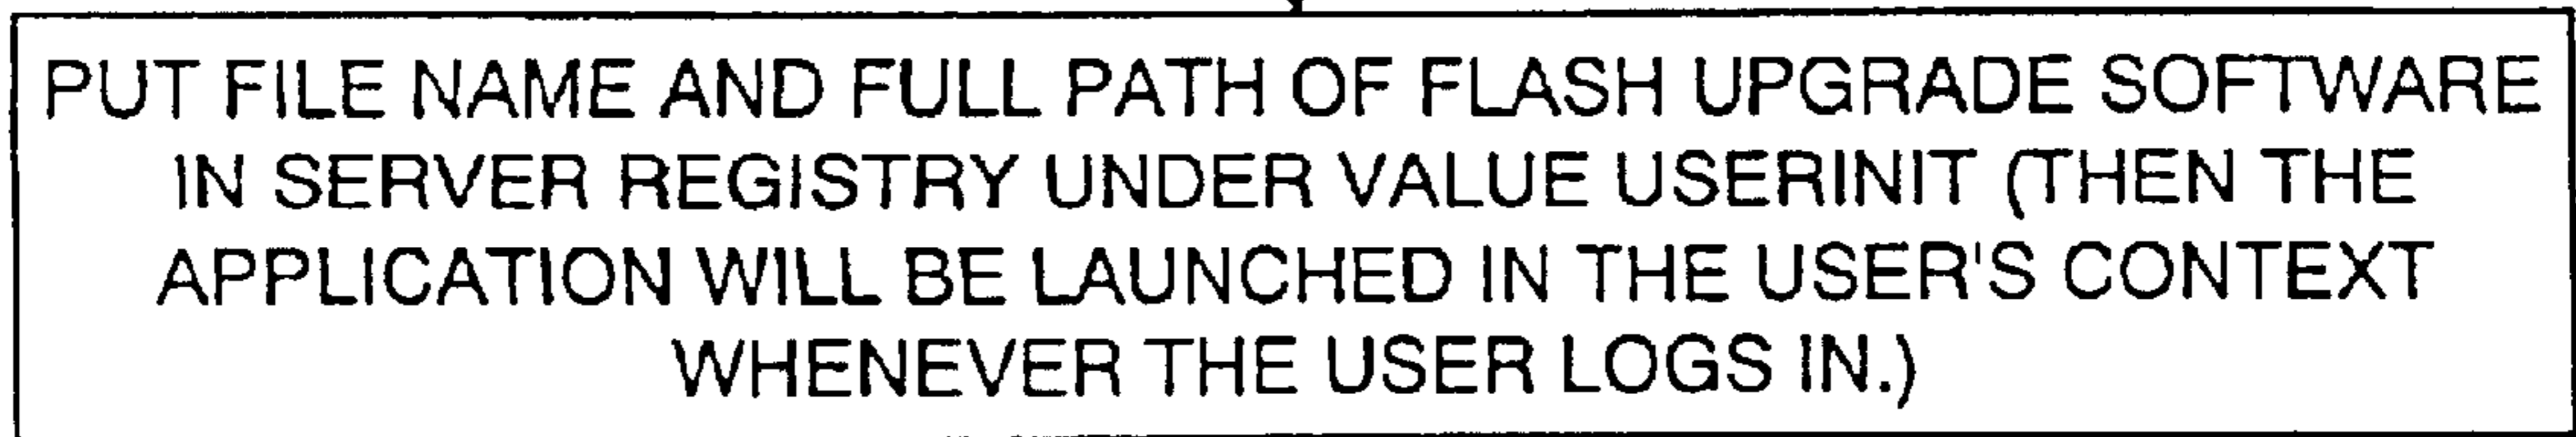 PUT FILE NAME AND FULL PATH OF FLASH UPGRADE SOFTWARE
IN SERVER REGISTRY UNDER VALUE USERINIT (THEN THE
APPLICATION WILL BE LAUNCHED IN THE USER'S CONTEXT
WHENEVER THE USER LOGS IN.)